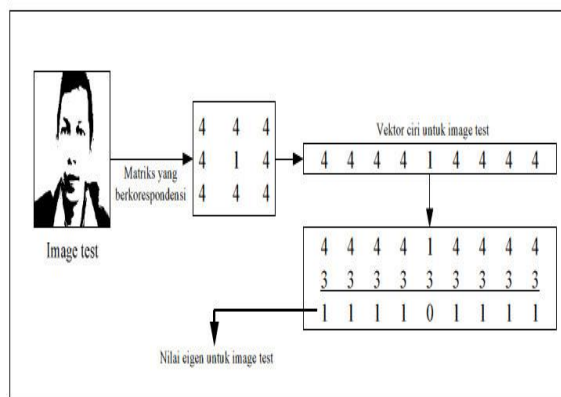 Image test
Matriks yang
berkorespondensi
4 4 4
4 1 4
4 4 4
Vektor ciri untuk image test
4 4 4 4 1 4 4 4 4
4 4 4 4 1 4 4 4 4
3 3 3 3 3 3 3 3 3
1 1 1 1 0 1 1 1 1
Nilai eigen untuk image test